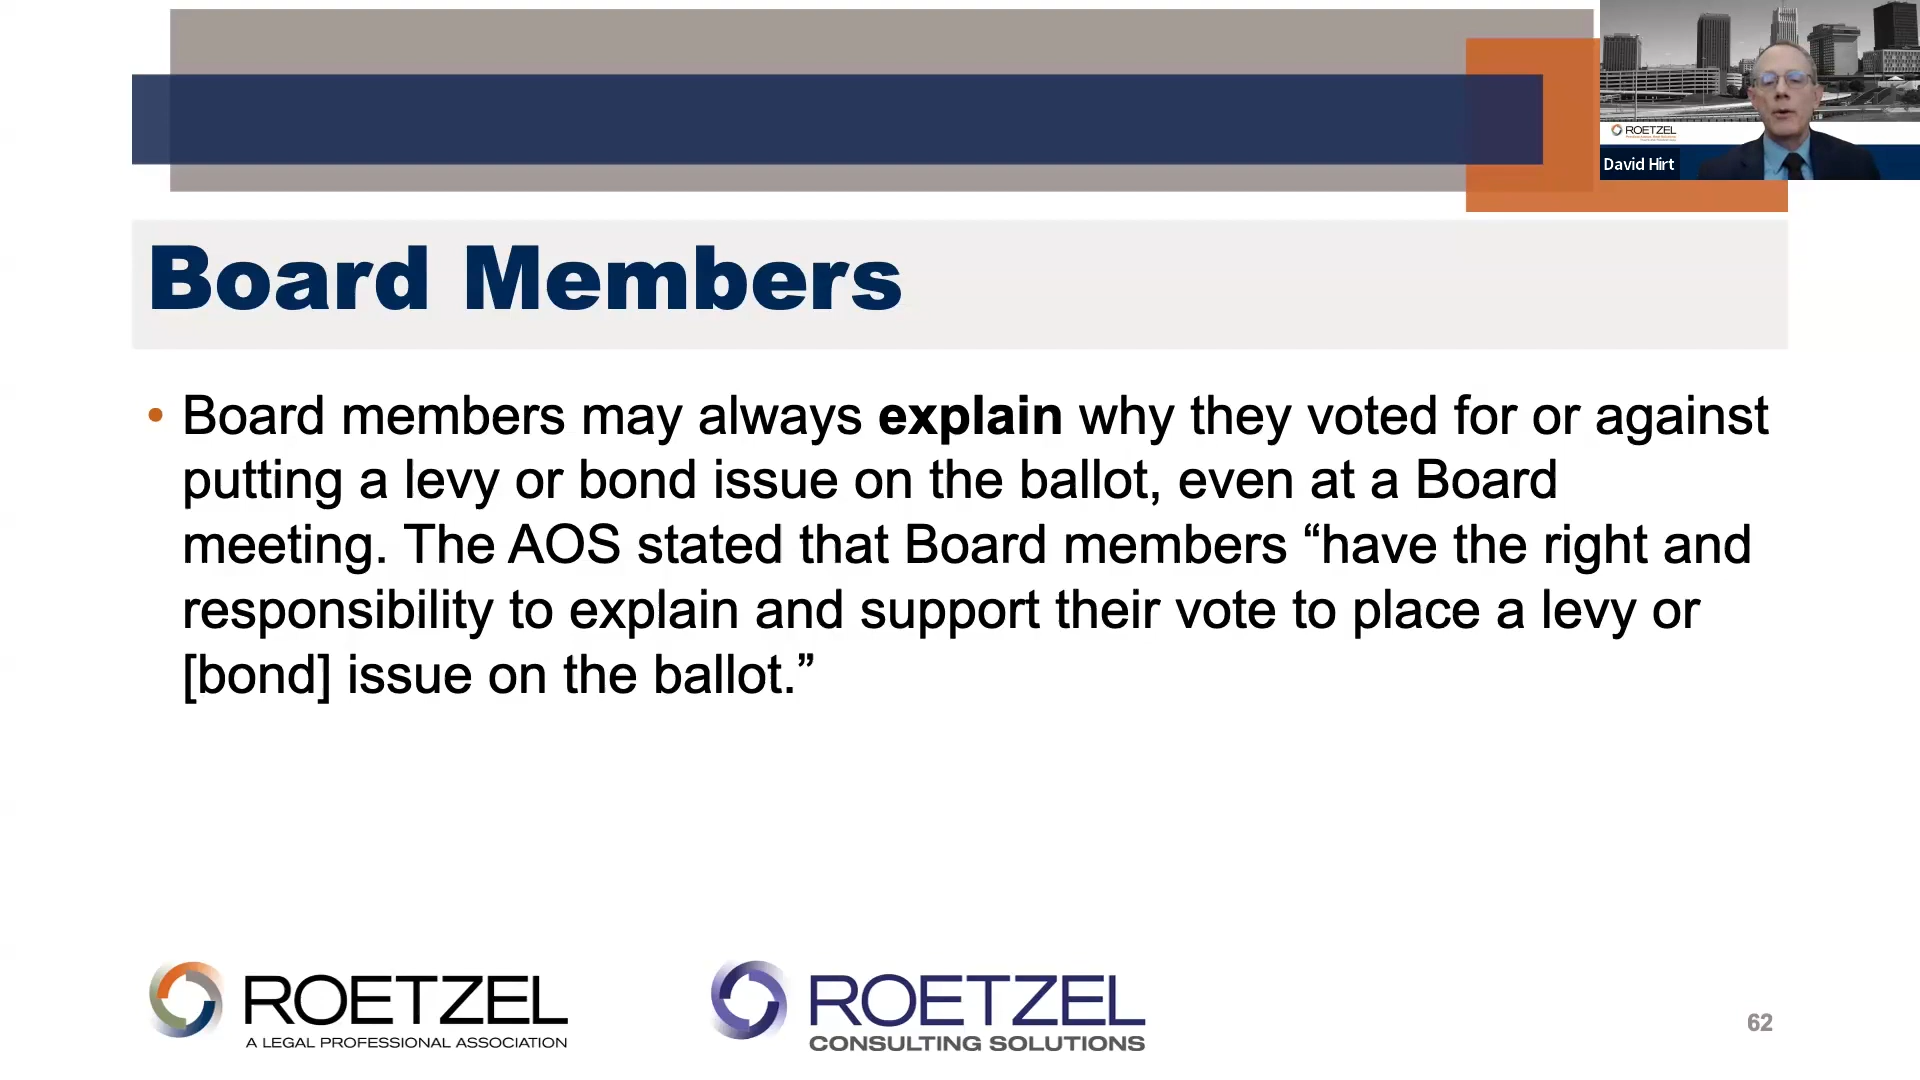 ROETZEL
David Hirt
Board Members
• Board members may always explain why they voted for or against
putting a levy or bond issue on the ballot, even at a Board
meeting. The AOS stated that Board members “have the right and
responsibility to explain and support their vote to place a levy or
[bond] issue on the ballot.”
ROETZEL
A LEGAL PROFESSIONAL ASSOCIATION
ROETZEL
CONSULTING SOLUTIONS
62